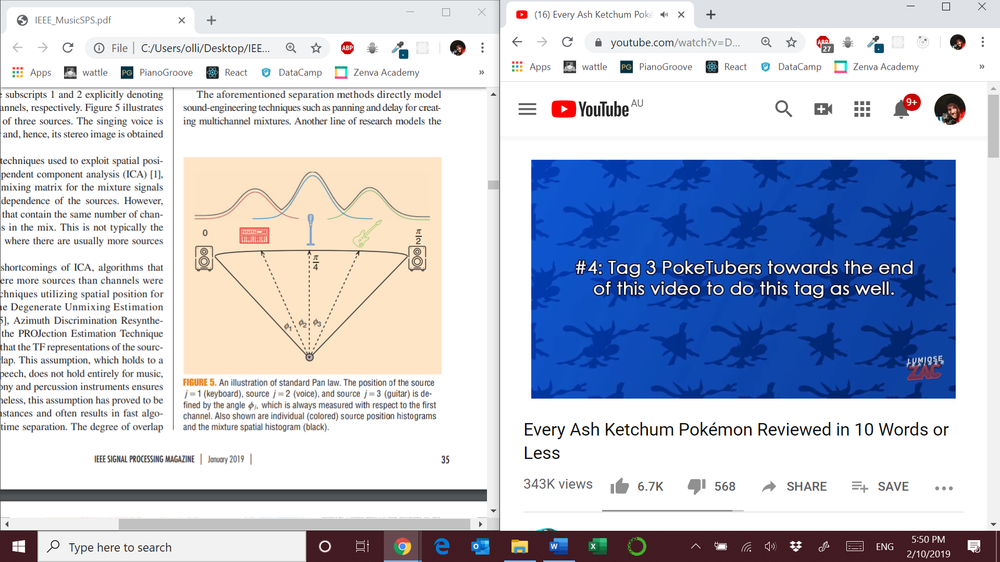 IEEE_MusicSPS.pdf
File
C:/Users/olli/Desktop/IEE...
ABP
Apps
wattle
PG PianoGroove
React
DataCamp
Zenva Academy
»
subscripts 1 and 2 explicitly denoting
annels, respectively. Figure 5 illustrates
of three sources. The singing voice is
and, hence, its stereo image is obtained
techniques used to exploit spatial posi-
pendent component analysis (ICA) [1],
mixing matrix for the mixture signals
dependence of the sources. However,
that contain the same number of chan-
s in the mix. This is not typically the
where there are usually more sources
shortcomings of ICA, algorithms that
ere more sources than channels were
chniques utilizing spatial position for
e Degenerate Unmixing Estimation
5], Azimuth Discrimination Resynthe-
the PROJection Estimation Technique
that the TF representations of the sourc-
lap. This assumption, which holds to a
peech, does not hold entirely for music,
ony and percussion instruments ensures
heless, this assumption has proved to be
nstances and often results in fast algo-
time separation. The degree of overlap
The aforementioned separation methods directly model
sound-engineering techniques such as panning and delay for creat-
ing multichannel mixtures. Another line of research models the
0
π/2
π/4
ϕ1 ϕ2 ϕ3
FIGURE 5. An illustration of standard Pan law. The position of the source
j = 1 (keyboard), source j = 2 (voice), and source j = 3 (guitar) is de-
fined by the angle ϕj, which is always measured with respect to the first
channel. Also shown are individual (colored) source position histograms
and the mixture spatial histogram (black).
IEEE SIGNAL PROCESSING MAGAZINE | January 2019 |
35
(16) Every Ash Ketchum Poké
youtube.com/watch?v=D...
ABP
27
Apps
wattle
PG PianoGroove
React
DataCamp
Zenva Academy
»
YouTube AU
9+
#4: Tag 3 PokeTubers towards the end
of this video to do this tag as well.
LUMIOSE
TRAINER
ZAC
Every Ash Ketchum Pokémon Reviewed in 10 Words or
Less
343K views
6.7K
568
SHARE
SAVE
Type here to search
ENG
5:50 PM
2/10/2019